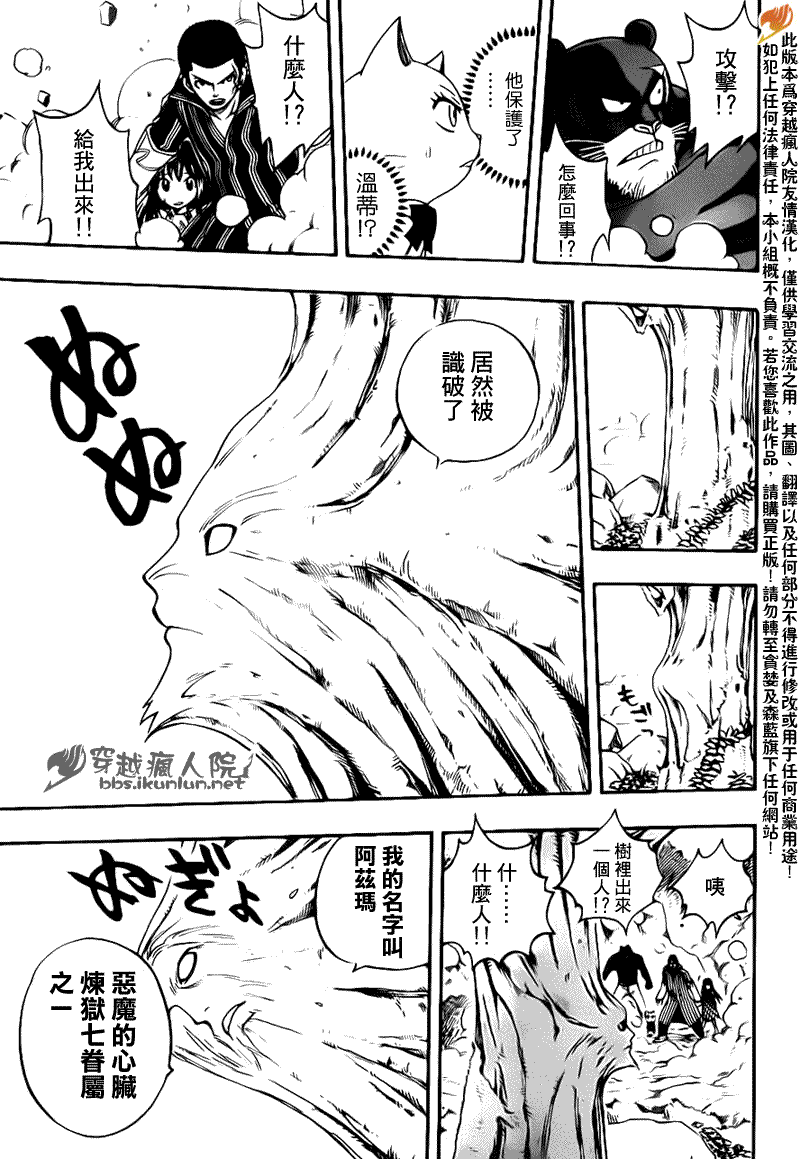 此版本爲穿越瘋人院友情漢化，僅供學習交流之用，其圖、翻譯以及任何部分不得進行修改或用于任何商業用途！
如犯上任何法律責任，本小組概不負責。若您喜歡此作品，請購買正版！請勿轉至貪婪及森藍旗下任何網站！
攻擊!?
怎麼回事!?
他保護了
……
溫蒂!?
什麼人!?
給我出來!!
居然被
識破了
ぬぬ
穿越瘋人院
bbs.ikunlun.net
咦
樹裡出來
一個人!?
什……
什麼人!!
我的名字叫
阿茲瑪
ぬぎょ
惡魔的心臟
煉獄七眷屬
之一